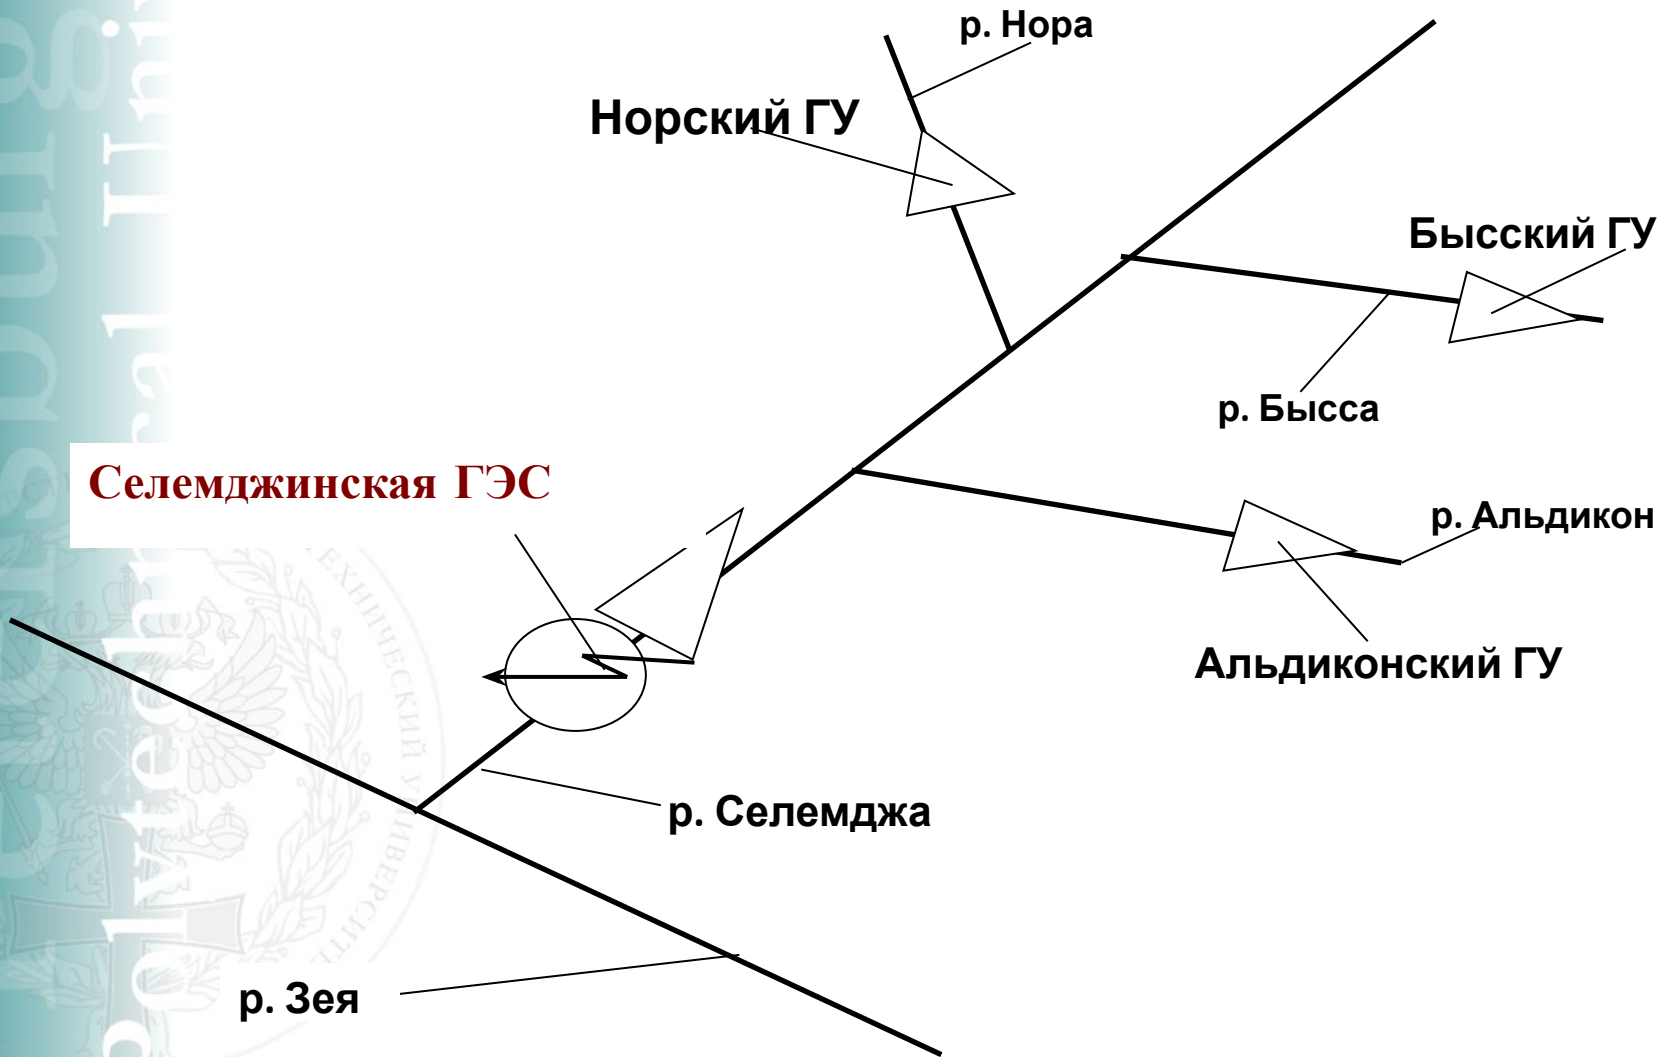 р. Нора
Норский ГУ
Бысский ГУ
р. Бысса
Селемджинская ГЭС
р. Альдикон
Альдиконский ГУ
р. Селемджа
р. Зея